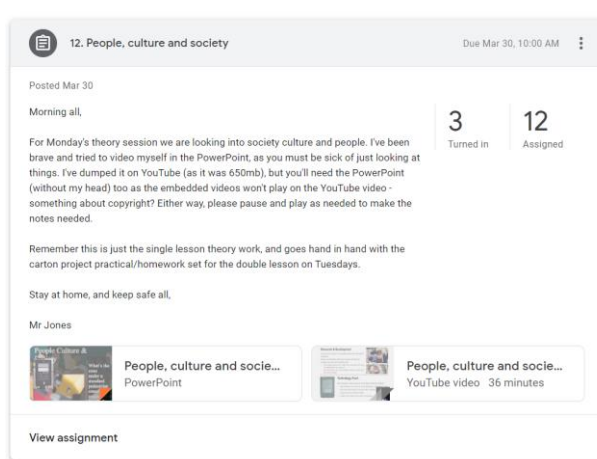 12. People, culture and society
Due Mar 30, 10:00 AM
Posted Mar 30
Morning all,
For Monday's theory session we are looking into society culture and people. I've been
brave and tried to video myself in the PowerPoint, as you must be sick of just looking at
things. I've dumped it on YouTube (as it was 650mb), but you'll need the PowerPoint
(without my head) too as the embedded videos won't play on the YouTube video -
something about copyright? Either way, please pause and play as needed to make the
notes needed.
Remember this is just the single lesson theory work, and goes hand in hand with the
carton project practical/homework set for the double lesson on Tuesdays.
Stay at home, and keep safe all,
Mr Jones
3
Turned in
12
Assigned
People Culture &
What's the
People, culture and socie...
PowerPoint
People, culture and socie...
YouTube video 36 minutes
View assignment